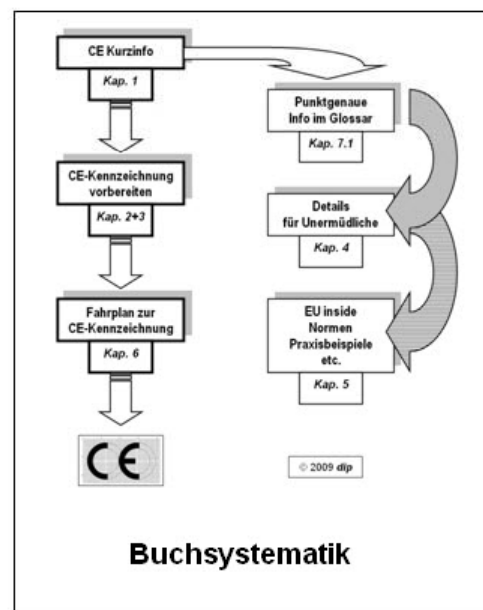 CE Kurzinfo
Kap. 1
CE-Kennzeichnung
vorbereiten
Kap. 2+3
Fahrplan zur
CE-Kennzeichnung
Kap. 6
CE
Punktgenaue
Info im Glossar
Kap. 7.1
Details
für Unermüdliche
Kap. 4
EU inside
Normen
Praxisbeispiele
etc.
Kap. 5
© 2009 dip
Buchsystematik